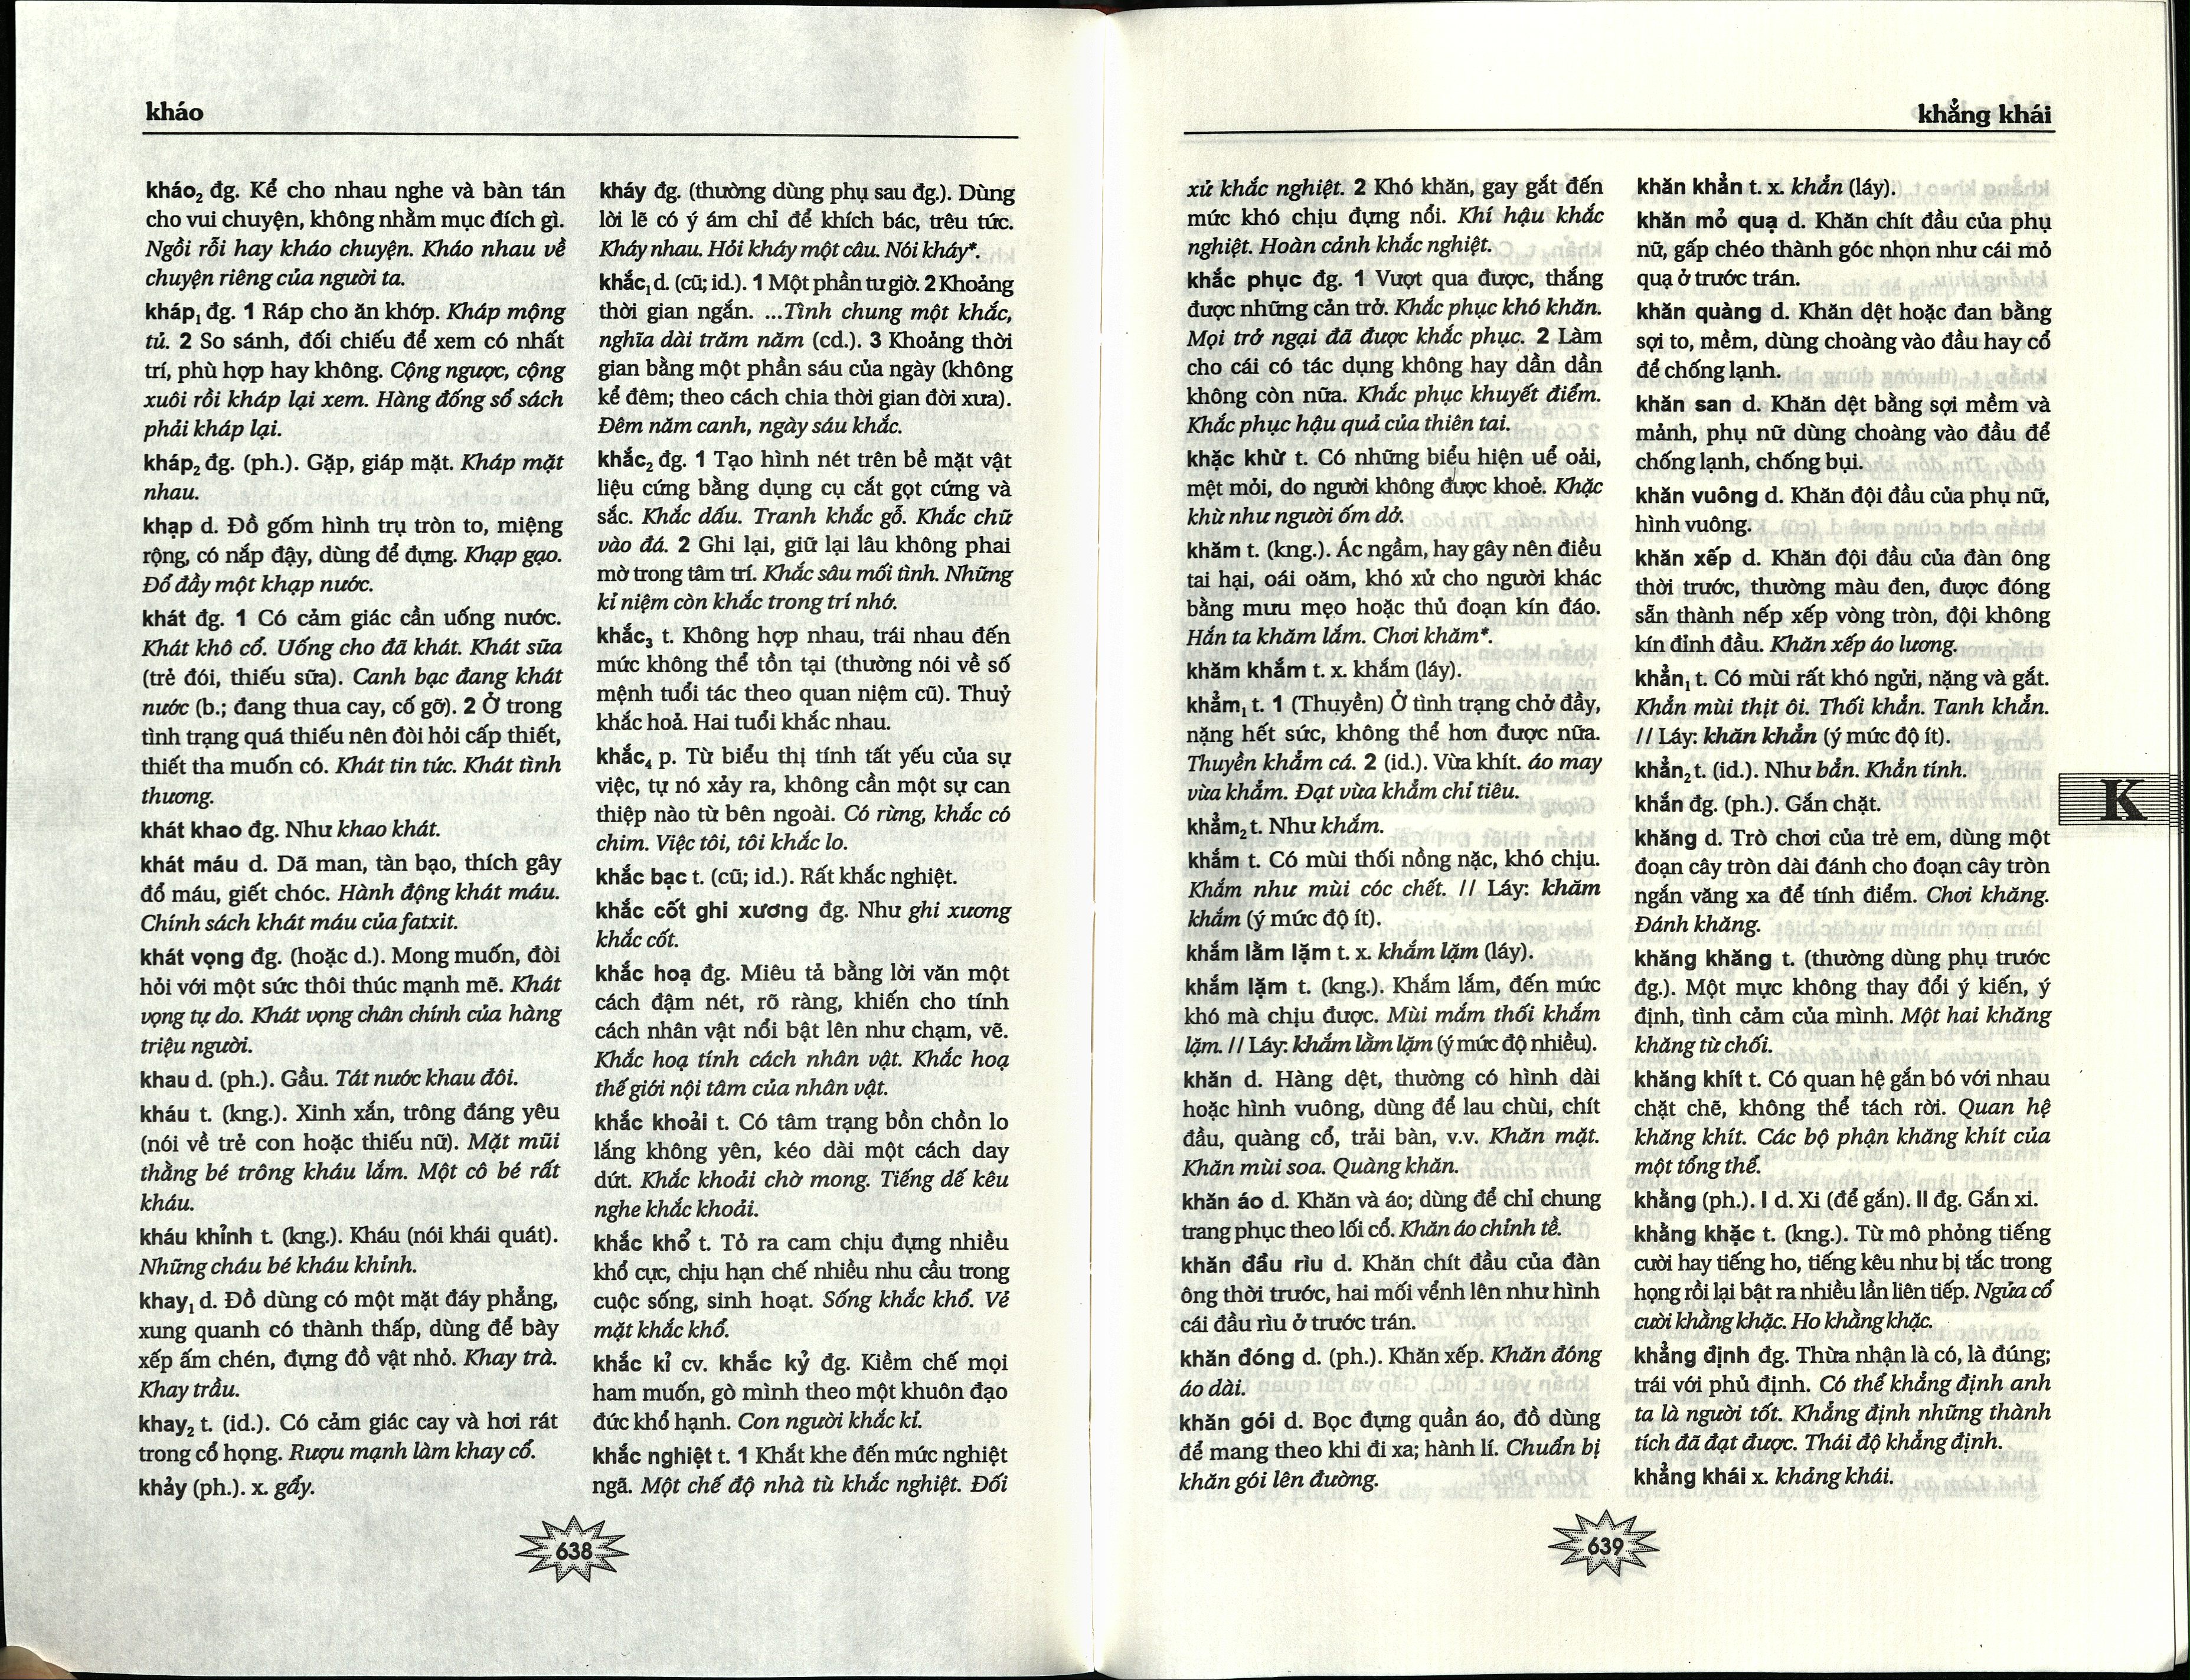 kháo
kháo₂ đg. Kể cho nhau nghe và bàn tán
cho vui chuyện, không nhằm mục đích gì.
Ngồi rỗi hay kháo chuyện. Kháo nhau về
chuyện riêng của người ta.
kháp₁ đg. 1 Ráp cho ăn khớp. Kháp mộng
tủ. 2 So sánh, đối chiếu để xem có nhất
trí, phù hợp hay không. Cộng ngược, cộng
xuôi rồi kháp lại xem. Hàng đống sổ sách
phải kháp lại.
kháp₂ đg. (ph.). Gặp, giáp mặt. Kháp mặt
nhau.
khạp d. Đồ gốm hình trụ tròn to, miệng
rộng, có nắp đậy, dùng để đựng. Khạp gạo.
Đổ đầy một khạp nước.
khát đg. 1 Có cảm giác cần uống nước.
Khát khô cổ. Uống cho đã khát. Khát sữa
(trẻ đói, thiếu sữa). Canh bạc đang khát
nước (b.; đang thua cay, cố gỡ). 2 Ở trong
tình trạng quá thiếu nên đòi hỏi cấp thiết,
thiết tha muốn có. Khát tin tức. Khát tình
thương.
khát khao đg. Như khao khát.
khát máu d. Dã man, tàn bạo, thích gây
đổ máu, giết chóc. Hành động khát máu.
Chính sách khát máu của fatxit.
khát vọng đg. (hoặc d.). Mong muốn, đòi
hỏi với một sức thôi thúc mạnh mẽ. Khát
vọng tự do. Khát vọng chân chính của hàng
triệu người.
khau d. (ph.). Gầu. Tát nước khau đôi.
kháu t. (kng.). Xinh xắn, trông đáng yêu
(nói về trẻ con hoặc thiếu nữ). Mặt mũi
thằng bé trông kháu lắm. Một cô bé rất
kháu.
kháu khỉnh t. (kng.). Kháu (nói khái quát).
Những cháu bé kháu khỉnh.
khay₁ d. Đồ dùng có một mặt đáy phẳng,
xung quanh có thành thấp, dùng để bày
xếp ấm chén, đựng đồ vật nhỏ. Khay trà.
Khay trầu.
khay₂ t. (id.). Có cảm giác cay và hơi rát
trong cổ họng. Rượu mạnh làm khay cổ.
khảy (ph.). x. gẩy.
kháy đg. (thường dùng phụ sau đg.). Dùng
lời lẽ có ý ám chỉ để khích bác, trêu tức.
Kháy nhau. Hỏi kháy một câu. Nói kháy*.
khắc₁ d. (cũ; id.). 1 Một phần tư giờ. 2 Khoảng
thời gian ngắn. ...Tình chung một khắc,
nghĩa dài trăm năm (cd.). 3 Khoảng thời
gian bằng một phần sáu của ngày (không
kể đêm; theo cách chia thời gian đời xưa).
Đêm năm canh, ngày sáu khắc.
khắc₂ đg. 1 Tạo hình nét trên bề mặt vật
liệu cứng bằng dụng cụ cắt gọt cứng và
sắc. Khắc dấu. Tranh khắc gỗ. Khắc chữ
vào đá. 2 Ghi lại, giữ lại lâu không phai
mờ trong tâm trí. Khắc sâu mối tình. Những
kỉ niệm còn khắc trong trí nhớ.
khắc₃ t. Không hợp nhau, trái nhau đến
mức không thể tồn tại (thường nói về số
mệnh tuổi tác theo quan niệm cũ). Thuỷ
khắc hoả. Hai tuổi khắc nhau.
khắc₄ p. Từ biểu thị tính tất yếu của sự
việc, tự nó xảy ra, không cần một sự can
thiệp nào từ bên ngoài. Có rừng, khắc có
chim. Việc tôi, tôi khắc lo.
khắc bạc t. (cũ; id.). Rất khắc nghiệt.
khắc cốt ghi xương đg. Như ghi xương
khắc cốt.
khắc hoạ đg. Miêu tả bằng lời văn một
cách đậm nét, rõ ràng, khiến cho tính
cách nhân vật nổi bật lên như chạm, vẽ.
Khắc hoạ tính cách nhân vật. Khắc hoạ
thế giới nội tâm của nhân vật.
khắc khoải t. Có tâm trạng bồn chồn lo
lắng không yên, kéo dài một cách day
dứt. Khắc khoải chờ mong. Tiếng dế kêu
nghe khắc khoải.
khắc khổ t. Tỏ ra cam chịu đựng nhiều
khổ cực, chịu hạn chế nhiều nhu cầu trong
cuộc sống, sinh hoạt. Sống khắc khổ. Vẻ
mặt khắc khổ.
khắc kỉ cv. khắc kỷ đg. Kiềm chế mọi
ham muốn, gò mình theo một khuôn đạo
đức khổ hạnh. Con người khắc kỉ.
khắc nghiệt t. 1 Khắt khe đến mức nghiệt
ngã. Một chế độ nhà tù khắc nghiệt. Đối
638
khẳng khái
xử khắc nghiệt. 2 Khó khăn, gay gắt đến
mức khó chịu đựng nổi. Khí hậu khắc
nghiệt. Hoàn cảnh khắc nghiệt.
khắc phục đg. 1 Vượt qua được, thắng
được những cản trở. Khắc phục khó khăn.
Mọi trở ngại đã được khắc phục. 2 Làm
cho cái có tác dụng không hay dần dần
không còn nữa. Khắc phục khuyết điểm.
Khắc phục hậu quả của thiên tai.
khặc khừ t. Có những biểu hiện uể oải,
mệt mỏi, do người không được khoẻ. Khặc
khừ như người ốm dở.
khăm t. (kng.). Ác ngầm, hay gây nên điều
tai hại, oái oăm, khó xử cho người khác
bằng mưu mẹo hoặc thủ đoạn kín đáo.
Hắn ta khăm lắm. Chơi khăm*.
khăm khắm t. x. khắm (láy).
khẳm₁ t. 1 (Thuyền) Ở tình trạng chở đầy,
nặng hết sức, không thể hơn được nữa.
Thuyền khẳm cá. 2 (id.). Vừa khít. áo may
vừa khẳm. Đạt vừa khẳm chỉ tiêu.
khẳm₂ t. Như khắm.
khắm t. Có mùi thối nồng nặc, khó chịu.
Khắm như mùi cóc chết. // Láy: khăm
khắm (ý mức độ ít).
khắm lằm lặm t. x. khắm lặm (láy).
khắm lặm t. (kng.). Khắm lắm, đến mức
khó mà chịu được. Mùi mắm thối khắm
lặm. // Láy: khắm lằm lặm (ý mức độ nhiều).
khăn d. Hàng dệt, thường có hình dài
hoặc hình vuông, dùng để lau chùi, chít
đầu, quàng cổ, trải bàn, v.v. Khăn mặt.
Khăn mùi soa. Quàng khăn.
khăn áo d. Khăn và áo; dùng để chỉ chung
trang phục theo lối cổ. Khăn áo chỉnh tề.
khăn đầu rìu d. Khăn chít đầu của đàn
ông thời trước, hai mối vểnh lên như hình
cái đầu rìu ở trước trán.
khăn đóng d. (ph.). Khăn xếp. Khăn đóng
áo dài.
khăn gói d. Bọc đựng quần áo, đồ dùng
để mang theo khi đi xa; hành lí. Chuẩn bị
khăn gói lên đường.
khăn khẳn t. x. khẳn (láy).
khăn mỏ quạ d. Khăn chít đầu của phụ
nữ, gấp chéo thành góc nhọn như cái mỏ
quạ ở trước trán.
khăn quàng d. Khăn dệt hoặc đan bằng
sợi to, mềm, dùng choàng vào đầu hay cổ
để chống lạnh.
khăn san d. Khăn dệt bằng sợi mềm và
mảnh, phụ nữ dùng choàng vào đầu để
chống lạnh, chống bụi.
khăn vuông d. Khăn đội đầu của phụ nữ,
hình vuông.
khăn xếp d. Khăn đội đầu của đàn ông
thời trước, thường màu đen, được đóng
sẵn thành nếp xếp vòng tròn, đội không
kín đỉnh đầu. Khăn xếp áo lương.
khẳn₁ t. Có mùi rất khó ngửi, nặng và gắt.
Khẳn mùi thịt ôi. Thối khẳn. Tanh khẳn.
// Láy: khăn khẳn (ý mức độ ít).
khẳn₂ t. (id.). Như bẳn. Khẳn tính.
khắn đg. (ph.). Gắn chặt.
khăng d. Trò chơi của trẻ em, dùng một
đoạn cây tròn dài đánh cho đoạn cây tròn
ngắn văng xa để tính điểm. Chơi khăng.
Đánh khăng.
khăng khăng t. (thường dùng phụ trước
đg.). Một mực không thay đổi ý kiến, ý
định, tình cảm của mình. Một hai khăng
khăng từ chối.
khăng khít t. Có quan hệ gắn bó với nhau
chặt chẽ, không thể tách rời. Quan hệ
khăng khít. Các bộ phận khăng khít của
một tổng thể.
khằng (ph.). I d. Xi (để gắn). II đg. Gắn xi.
khằng khặc t. (kng.). Từ mô phỏng tiếng
cười hay tiếng ho, tiếng kêu như bị tắc trong
họng rồi lại bật ra nhiều lần liên tiếp. Ngửa cổ
cười khằng khặc. Ho khằng khặc.
khẳng định đg. Thừa nhận là có, là đúng;
trái với phủ định. Có thể khẳng định anh
ta là người tốt. Khẳng định những thành
tích đã đạt được. Thái độ khẳng định.
khẳng khái x. khảng khái.
K
639